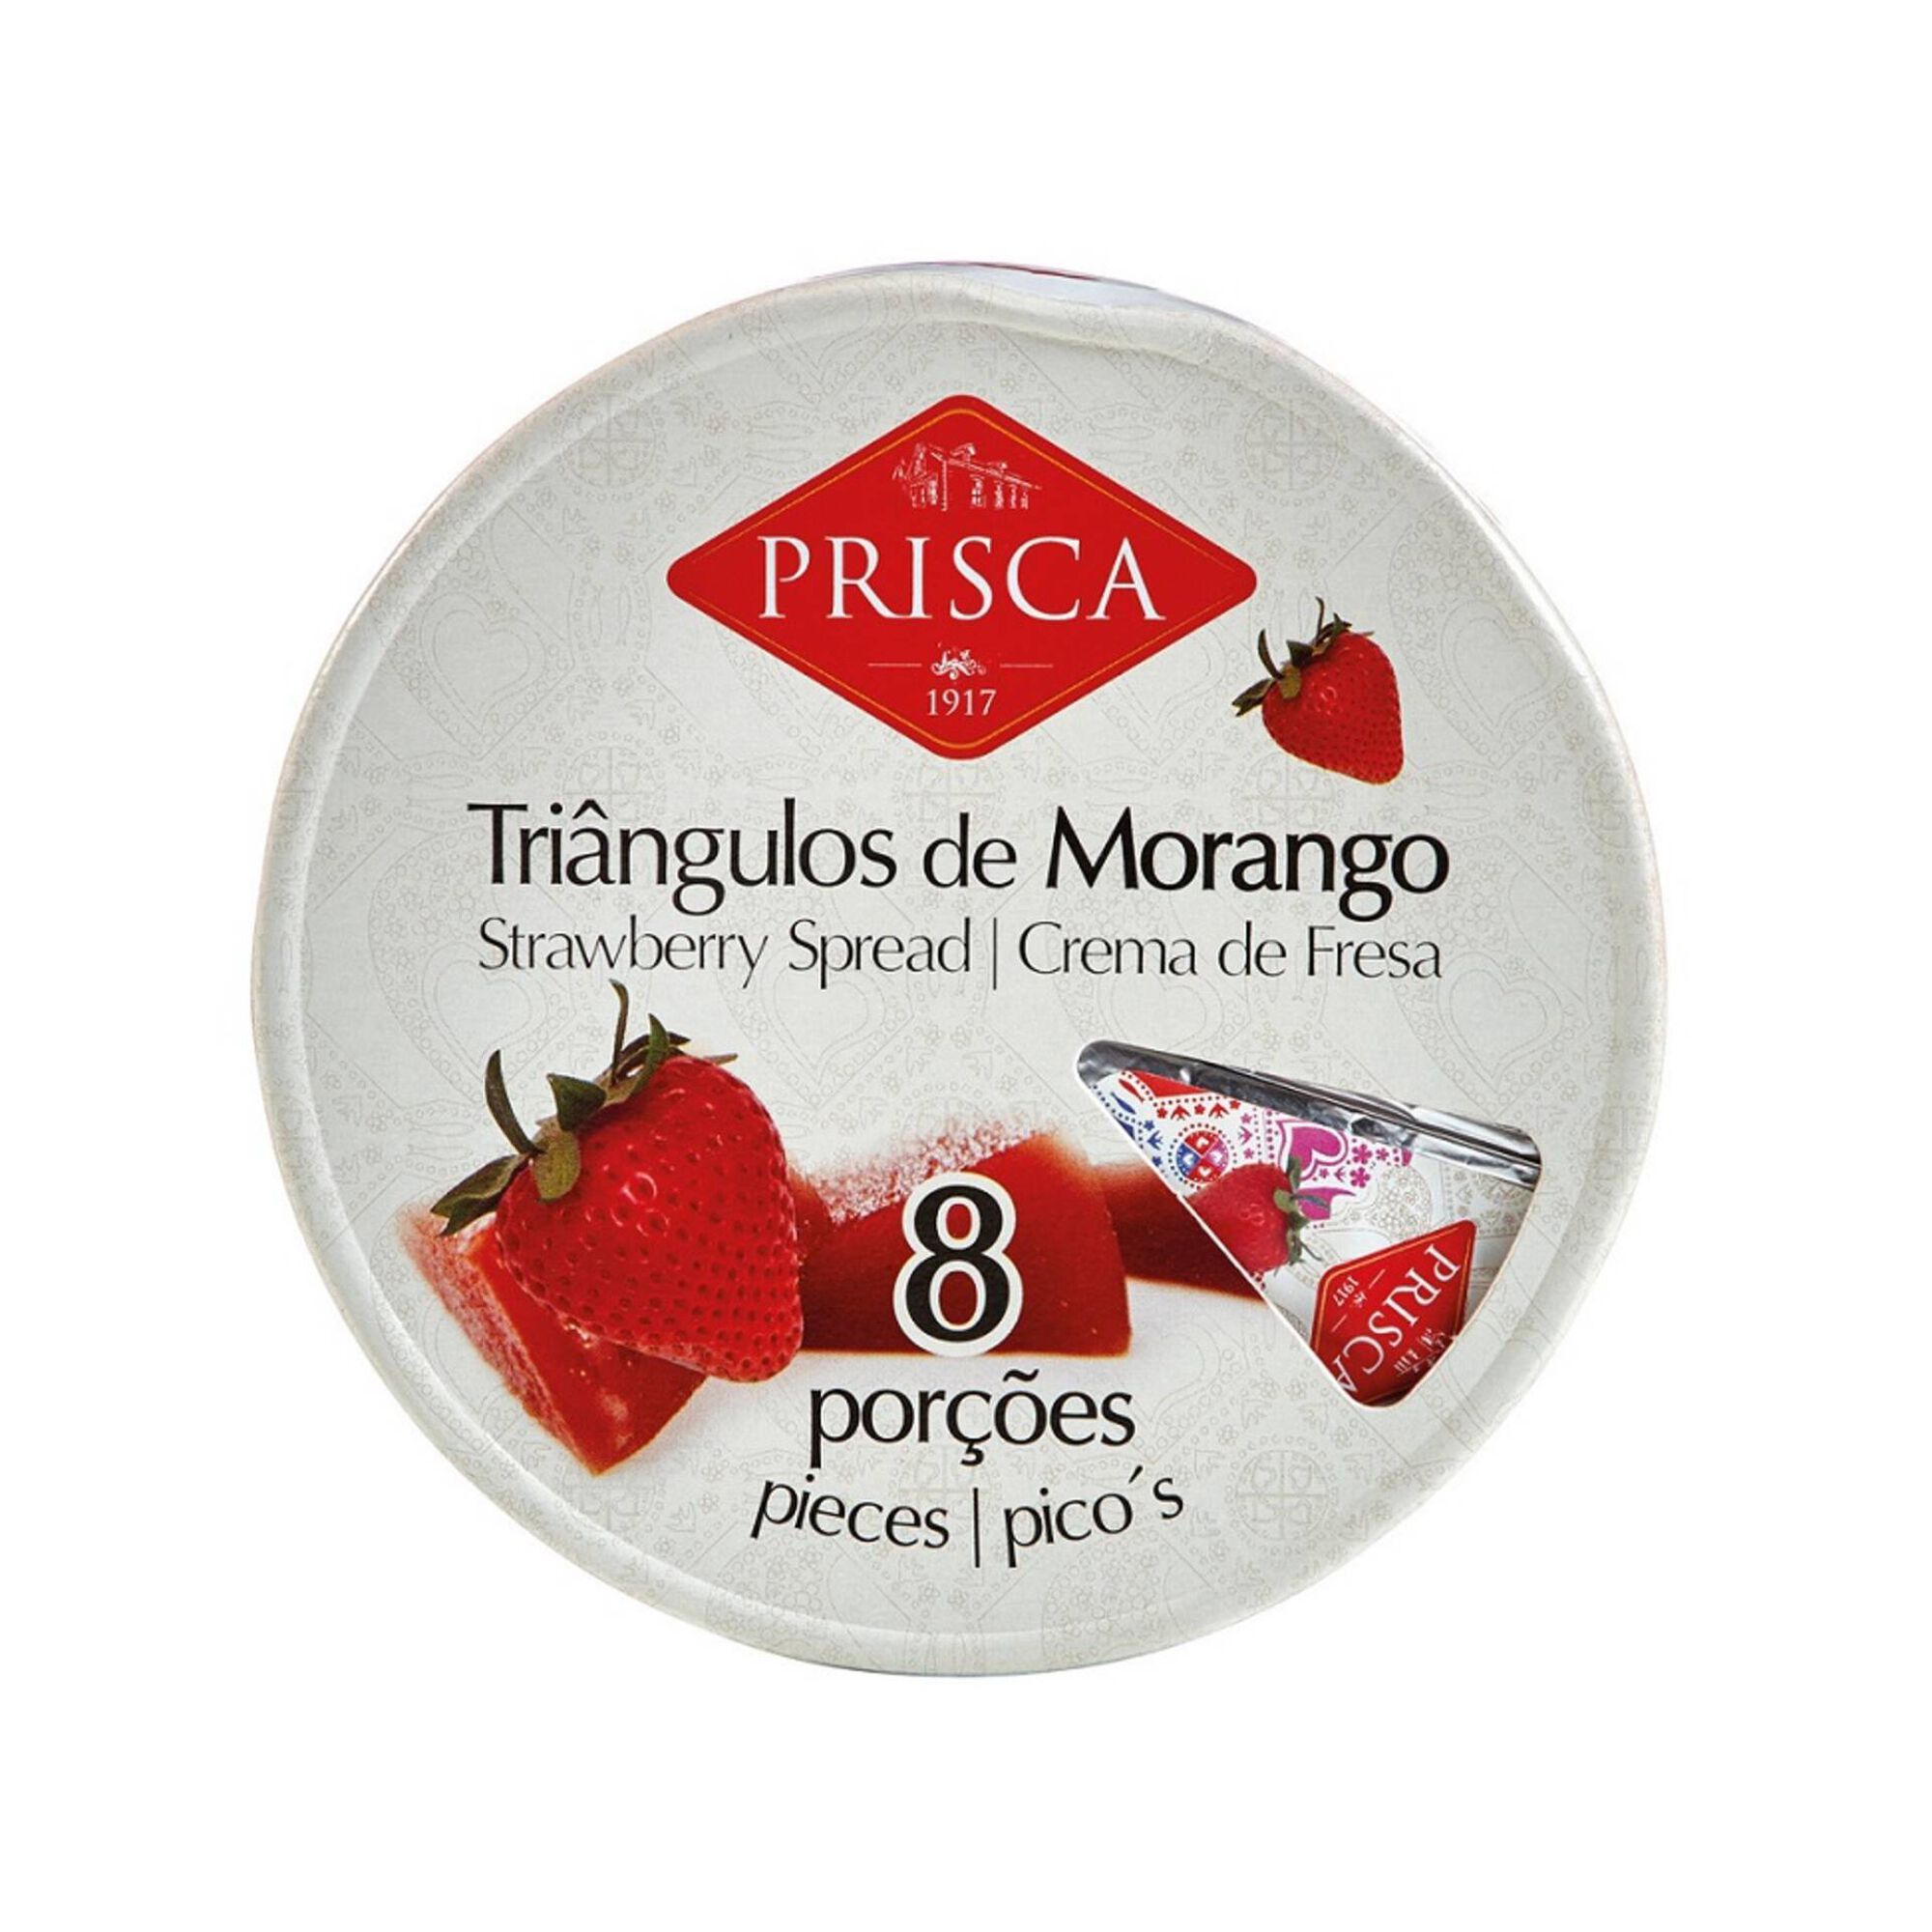 PRISCA
1917
Triângulos de Morango
Strawberry Spread | Crema de Fresa
8
porções
pieces | pico´s
PRISCA
1917